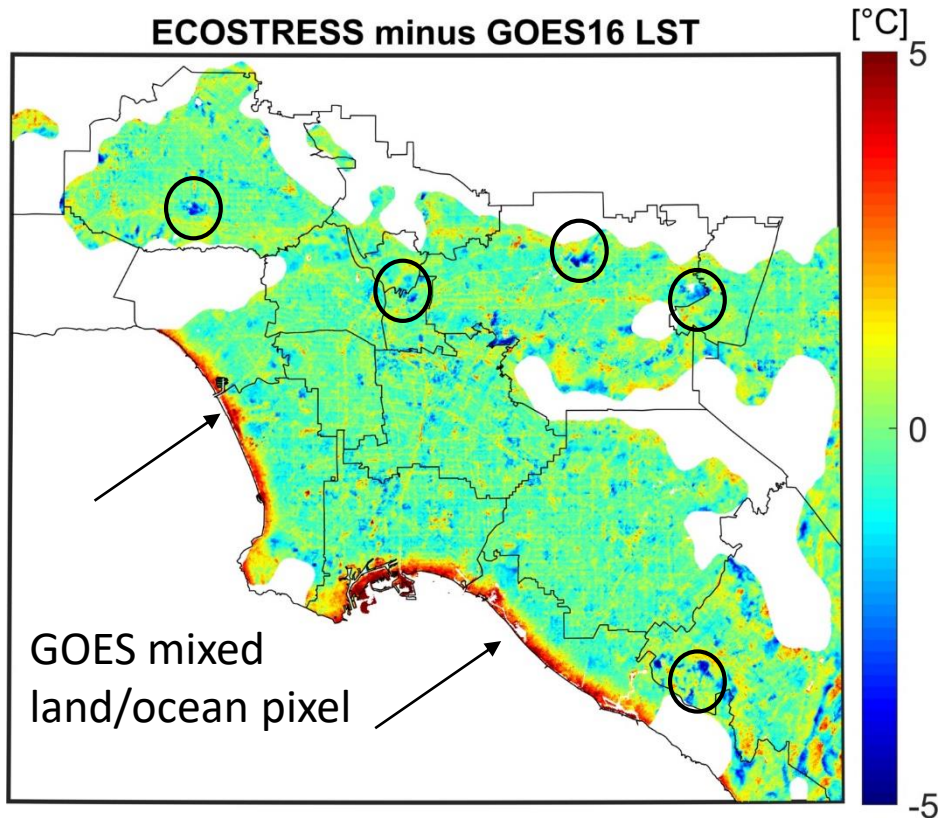 ECOSTRESS minus GOES16 LST
[°C]
5
0
-5
GOES mixed
land/ocean pixel